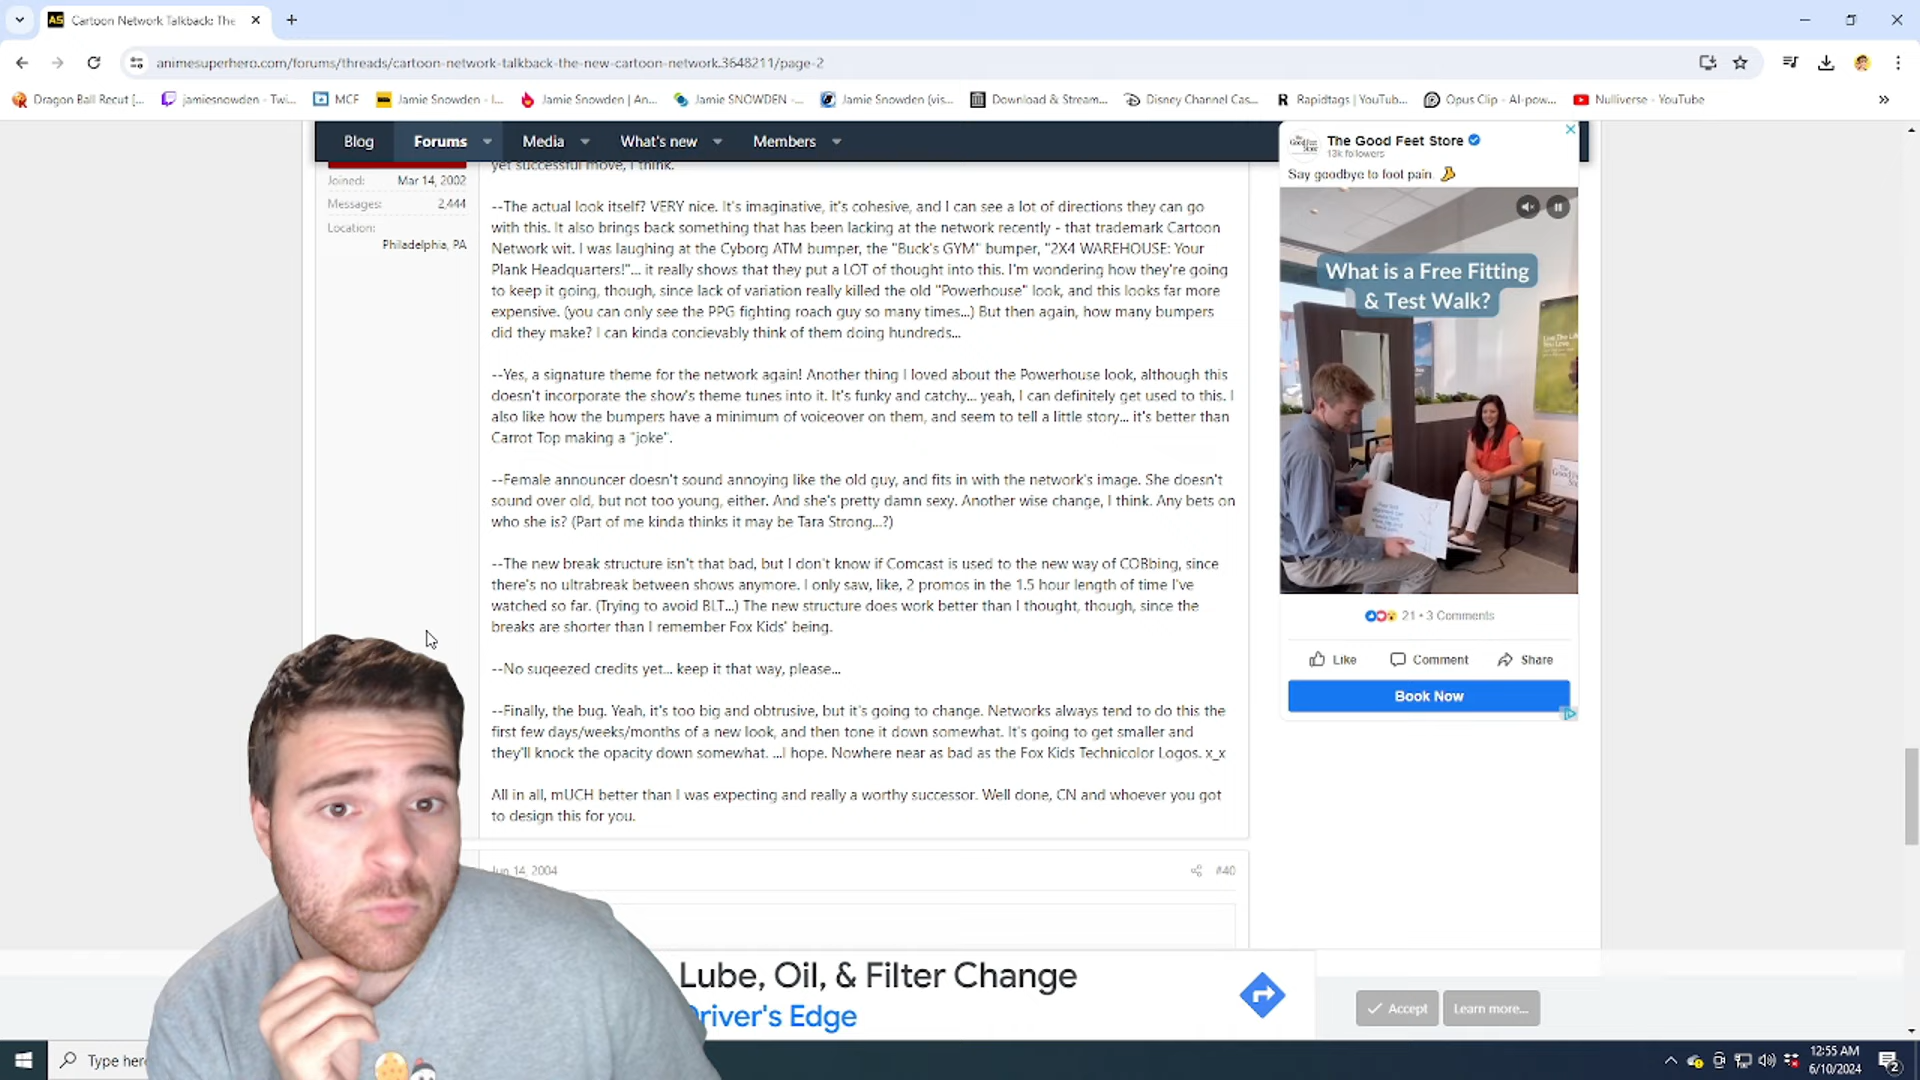 Cartoon Network Talkback: The
animesuperhero.com/forums/threads/cartoon-network-talkback-the-new-cartoon-network.3648211/page-2
Dragon Ball Recut [...
jamiesnowden - Twi...
MCF
Jamie Snowden - I...
Jamie Snowden | An...
Jamie SNOWDEN -...
Jamie Snowden (vis...
Download & Stream...
Disney Channel Cas...
Rapidtags | YouTub...
Opus Clip - AI-pow...
Nulliverse - YouTube
Blog
Forums
Media
What's new
Members
Joined: Mar 14, 2002
Messages: 2,444
Location:
Philadelphia, PA
yet successful move, I think.
--The actual look itself? VERY nice. It's imaginative, it's cohesive, and I can see a lot of directions they can go
with this. It also brings back something that has been lacking at the network recently - that trademark Cartoon
Network wit. I was laughing at the Cyborg ATM bumper, the "Buck's GYM" bumper, "2X4 WAREHOUSE: Your
Plank Headquarters!"... it really shows that they put a LOT of thought into this. I'm wondering how they're going
to keep it going, though, since lack of variation really killed the old "Powerhouse" look, and this looks far more
expensive. (you can only see the PPG fighting roach guy so many times...) But then again, how many bumpers
did they make? I can kinda concievably think of them doing hundreds...
--Yes, a signature theme for the network again! Another thing I loved about the Powerhouse look, although this
doesn't incorporate the show's theme tunes into it. It's funky and catchy... yeah, I can definitely get used to this. I
also like how the bumpers have a minimum of voiceover on them, and seem to tell a little story... it's better than
Carrot Top making a "joke".
--Female announcer doesn't sound annoying like the old guy, and fits in with the network's image. She doesn't
sound over old, but not too young, either. And she's pretty damn sexy. Another wise change, I think. Any bets on
who she is? (Part of me kinda thinks it may be Tara Strong...?)
--The new break structure isn't that bad, but I don't know if Comcast is used to the new way of COBbing, since
there's no ultrabreak between shows anymore. I only saw, like, 2 promos in the 1.5 hour length of time I've
watched so far. (Trying to avoid BLT...) The new structure does work better than I thought, though, since the
breaks are shorter than I remember Fox Kids' being.
--No suqeezed credits yet... keep it that way, please...
--Finally, the bug. Yeah, it's too big and obtrusive, but it's going to change. Networks always tend to do this the
first few days/weeks/months of a new look, and then tone it down somewhat. It's going to get smaller and
they'll knock the opacity down somewhat. ...I hope. Nowhere near as bad as the Fox Kids Technicolor Logos. x_x
All in all, mUCH better than I was expecting and really a worthy successor. Well done, CN and whoever you got
to design this for you.
Jun 14, 2004
#40
The Good Feet Store
13k followers
Say goodbye to foot pain.
What is a Free Fitting
& Test Walk?
21 • 3 Comments
Like
Comment
Share
Book Now
Lube, Oil, & Filter Change
Driver's Edge
Accept
Learn more...
Type here
12:55 AM
6/10/2024
2